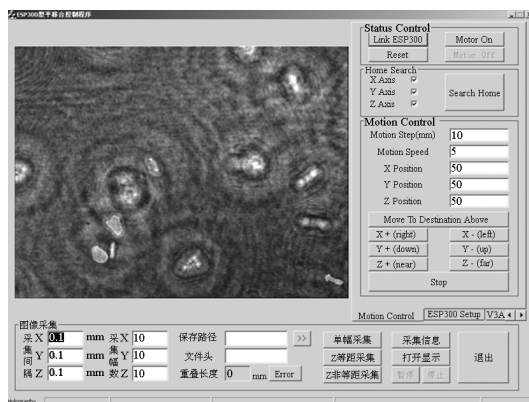 ESP300型平移台控制程序
Status Control
Link ESP300 Motor On
Reset Motor Off
Home Search
X Axis
Y Axis
Z Axis
Search Home
Motion Control
Motion Step(mm) 10
Motion Speed 5
X Position 50
Y Position 50
Z Position 50
Move To Destination Above
X + (right) X - (left)
Y + (down) Y - (up)
Z + (near) Z - (far)
Stop
Motion Control ESP300 Setup V3A
图像采集
采集间隔
X 0.1 mm
Y 0.1 mm
Z 0.1 mm
采集幅数
X 10
Y 10
Z 10
保存路径 >>
文件头
重叠长度 0 mm Error
单幅采集 采集信息
Z等距采集 打开显示
Z非等距采集 暂停 停止
退出